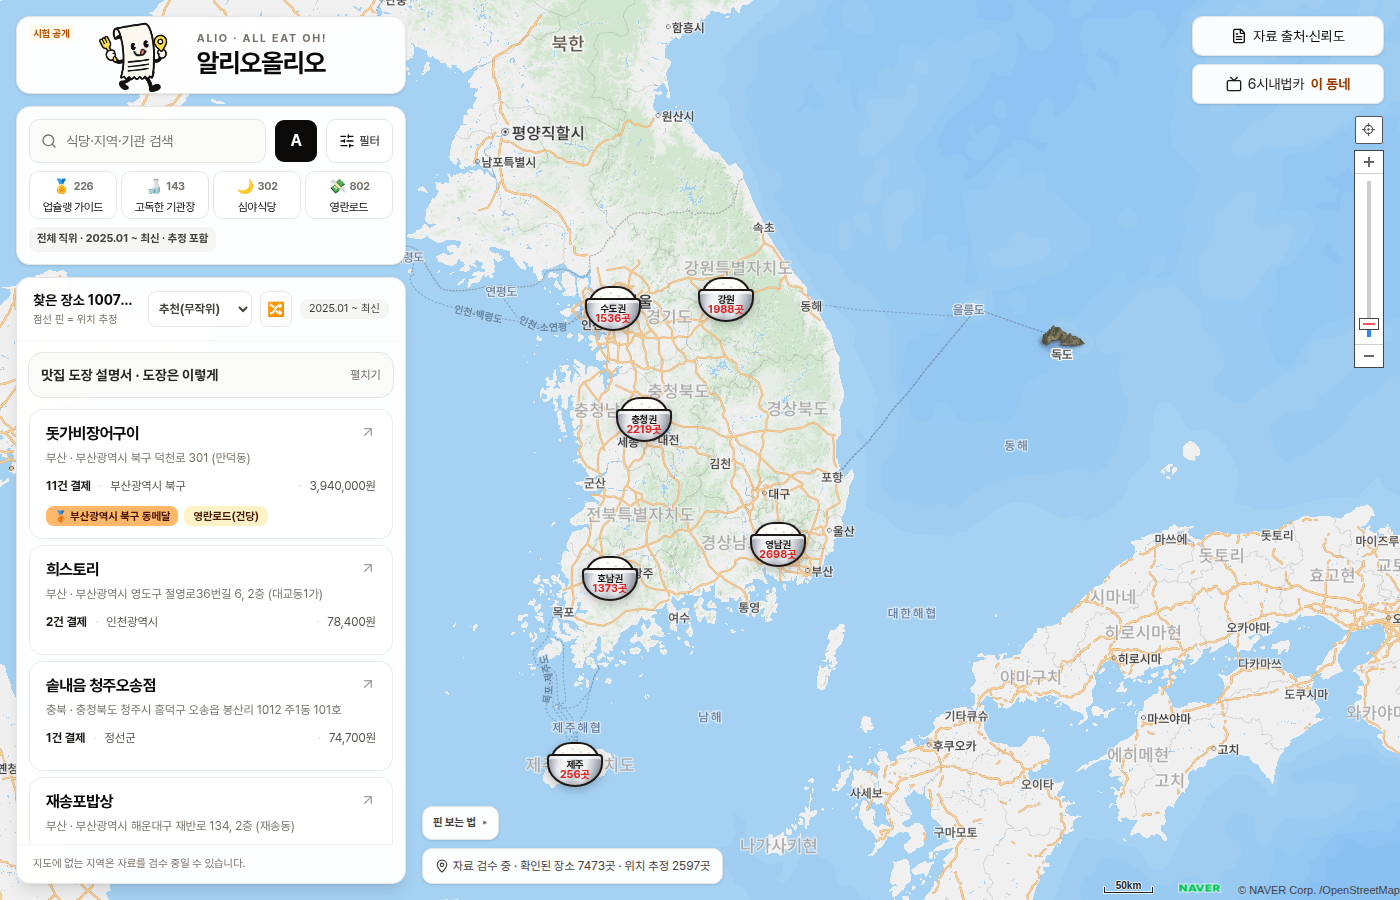 시험 공개
ALIO · ALL EAT OH!
알리오올리오
식당·지역·기관 검색
A
필터
226
업슐랭 가이드
143
고독한 기관장
302
심야식당
802
영란로드
전체 직위 · 2025.01 ~ 최신 · 추정 포함
찾은 장소 1007...
점선 핀 = 위치 추정
추천(무작위)
2025.01 ~ 최신
맛집 도장 설명서 · 도장은 이렇게
펼치기
돗가비장어구이
부산 · 부산광역시 북구 덕천로 301 (만덕동)
11건 결제 · 부산광역시 북구 · 3,940,000원
부산광역시 북구 동메달
영란로드(건당)
희스토리
부산 · 부산광역시 영도구 절영로36번길 6, 2층 (대교동1가)
2건 결제 · 인천광역시 · 78,400원
솥내음 청주오송점
충북 · 충청북도 청주시 흥덕구 오송읍 봉산리 1012 주1동 101호
1건 결제 · 정선군 · 74,700원
재송포밥상
부산 · 부산광역시 해운대구 재반로 134, 2층 (재송동)
지도에 없는 지역은 자료를 검수 중일 수 있습니다.
자료 출처·신뢰도
6시내법카 이 동네
북한
함흥시
원산시
평양직할시
남포특별시
속초
강원특별자치도
연평도
인천-백령도
인천-소연평
수도권
1536곳
경기도
강원
1988곳
동해
울릉도
독도
충청북도
경상북도
충청권
2219곳
세종
대전
김천
군산
대구
포항
동해
전북특별자치도
영남권
2698곳
울산
부산
호남권
1373곳
목포
여수
통영
대한해협
목포-제주도
남해
제주해협
제주
256곳
마쓰에
돗토리
돗토리
효고현
시마네
히로시마현
오카야마
히로시마
야마구치
다카마쓰
도쿠시마
기타큐슈
마쓰야마
후쿠오카
에히메현
고치
고치
오이타
사세보
구마모토
나가사키현
핀 보는 법
자료 검수 중 · 확인된 장소 7473곳 · 위치 추정 2597곳
50km
NAVER
© NAVER Corp. /OpenStreetMap